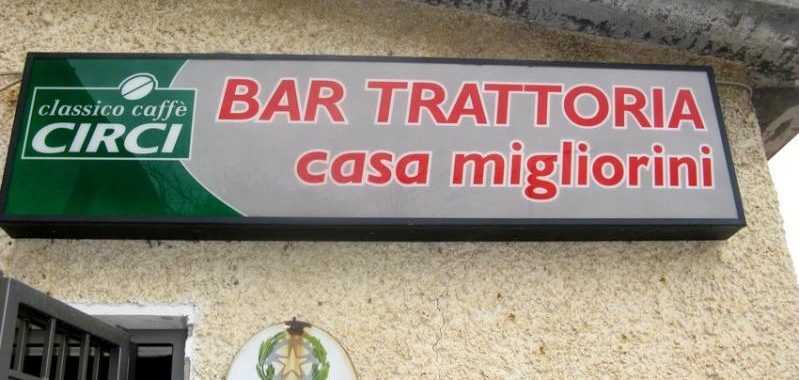 classico caffè
CIRCI
BAR TRATTORIA
casa migliorini